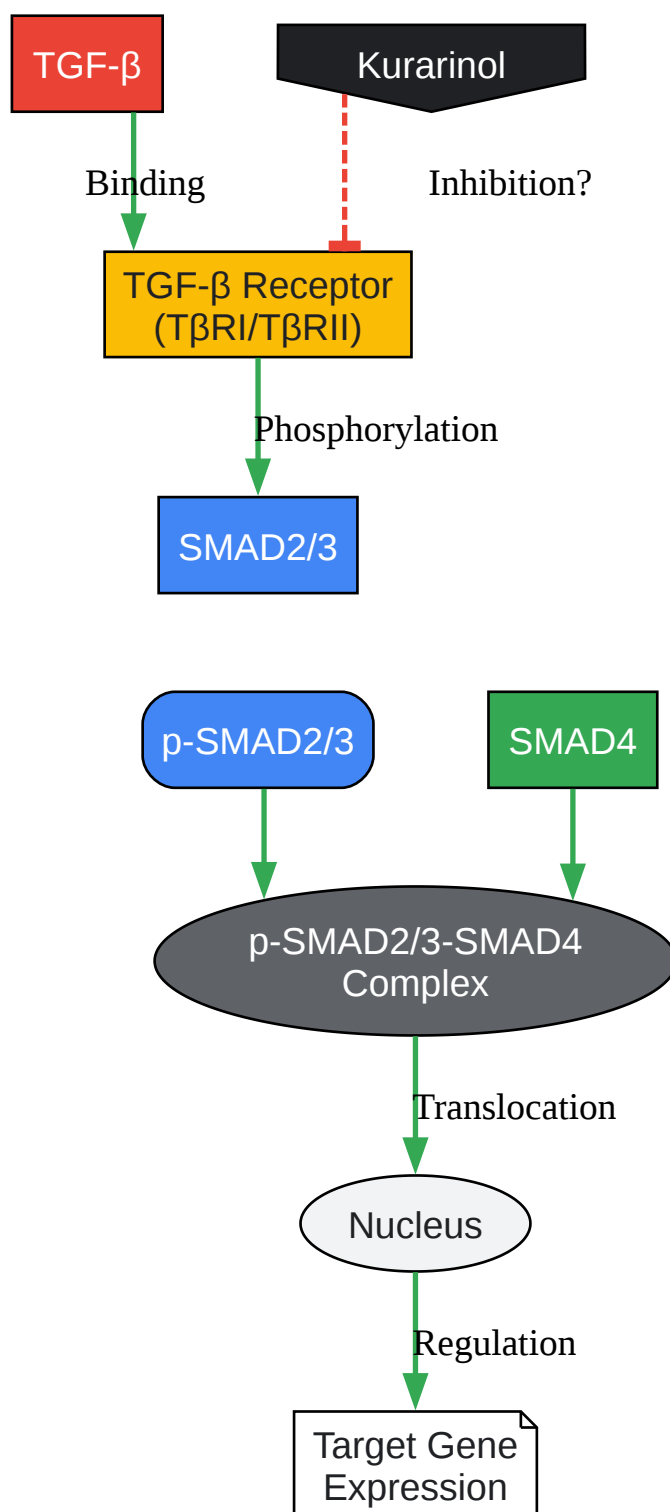 TGF-β
Kurarinol
Binding
Inhibition?
TGF-β Receptor
(TβRI/TβRII)
Phosphorylation
SMAD2/3
p-SMAD2/3
SMAD4
p-SMAD2/3-SMAD4
Complex
Translocation
Nucleus
Regulation
Target Gene
Expression